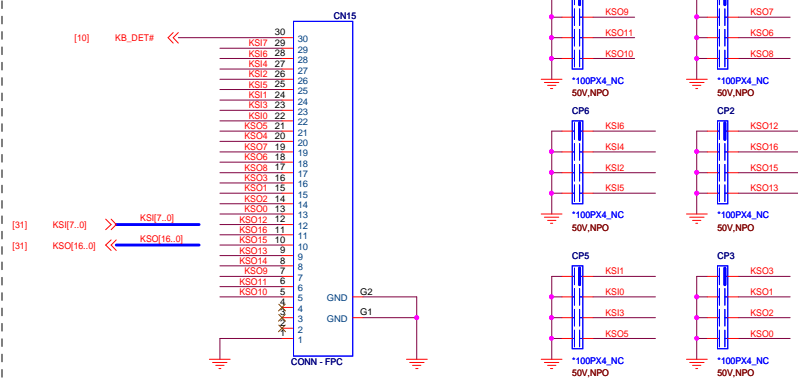 CN15
[10] KB_DET#
30 30
KSI7 29 29
KSI6 28 28
KSI4 27 27
KSI2 26 26
KSI5 25 25
KSI1 24 24
KSI3 23 23
KSI0 22 22
KSO5 21 21
KSO4 20 20
KSO7 19 19
KSO6 18 18
KSO8 17 17
KSO3 16 16
KSO1 15 15
KSO2 14 14
KSO0 13 13
KSO12 12 12
KSO16 11 11
KSO15 10 10
KSO13 9 9
KSO14 8 8
KSO9 7 7
KSO11 6 6
KSO10 5 5
4 4
3 3
2 2
1 1
[31] KSI[7..0] KSI[7..0]
[31] KSO[16..0] KSO[16..0]
GND G2
GND G1
CONN - FPC
KSO9
KSO11
KSO10
*100PX4_NC
50V,NPO
KSO7
KSO6
KSO8
*100PX4_NC
50V,NPO
CP6
KSI6
KSI4
KSI2
KSI5
*100PX4_NC
50V,NPO
CP2
KSO12
KSO16
KSO15
KSO13
*100PX4_NC
50V,NPO
CP5
KSI1
KSI0
KSI3
KSO5
*100PX4_NC
50V,NPO
CP3
KSO3
KSO1
KSO2
KSO0
*100PX4_NC
50V,NPO